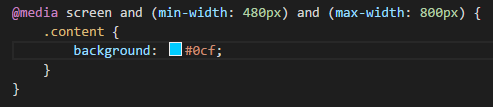 @media screen and (min-width: 480px) and (max-width: 800px) {
    .content {
        background: #0cf;
    }
}